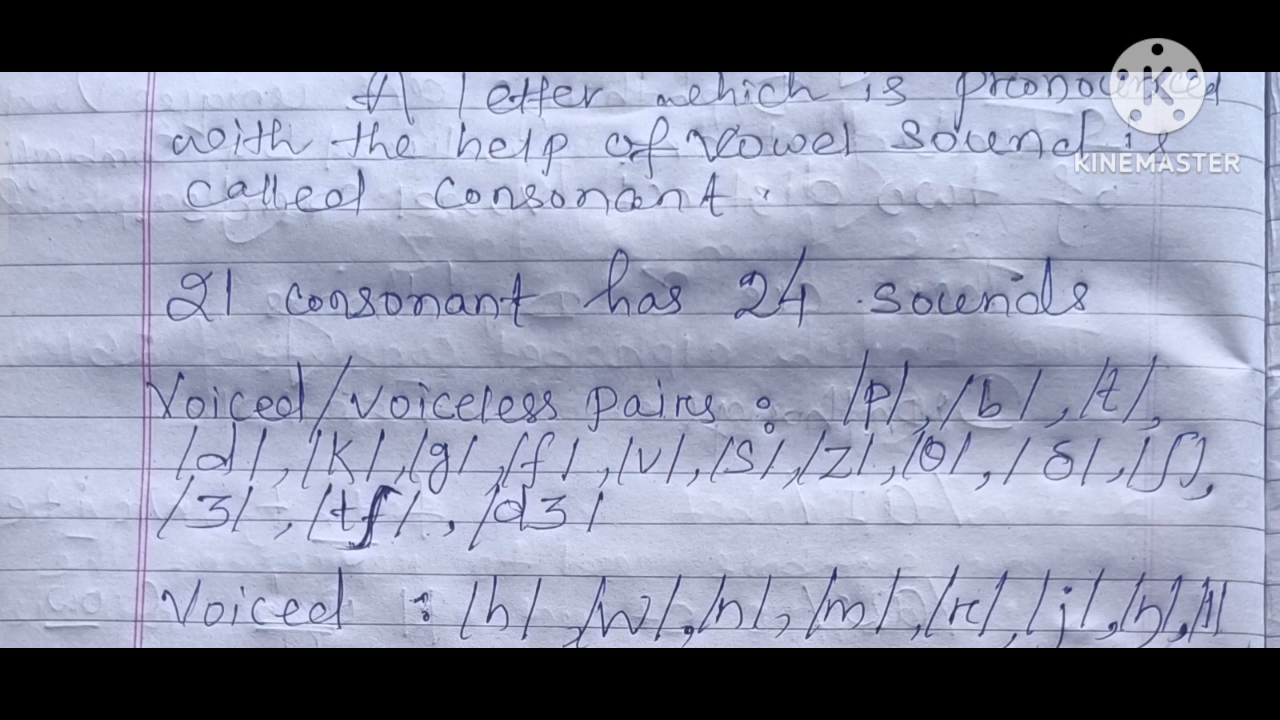 A letter which is pronounced
with the help of vowel sound is
called consonant.
KINEMASTER
21 consonant has 24 sounds
Voiced/voiceless pairs : /p/, /b/, /t/,
/d/, /k/, /g/, /f/, /v/, /s/, /z/, /θ/, /δ/, /ʃ/,
/ʒ/, /tʃ/, /dʒ/
Voiced : /h/, /w/, /n/, /m/, /r/, /j/, /ŋ/, /l/